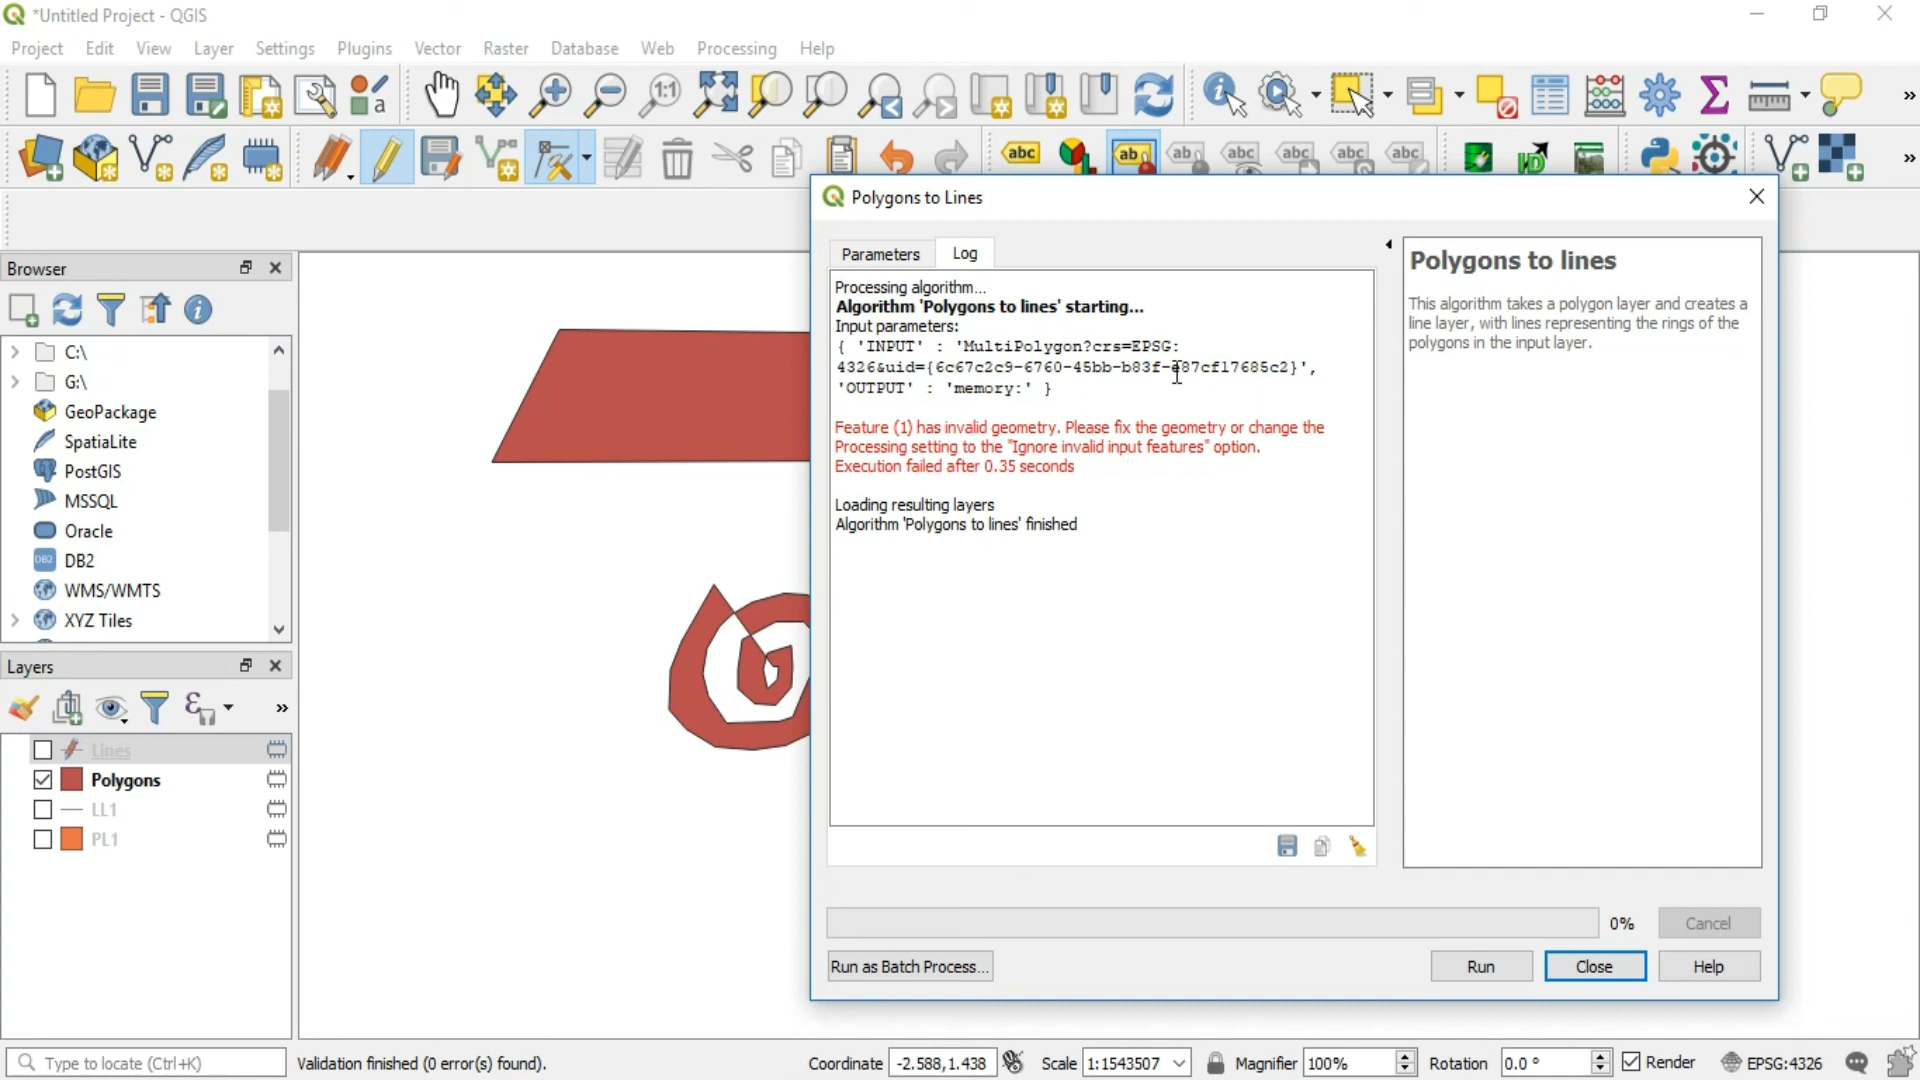 *Untitled Project - QGIS
Project Edit View Layer Settings Plugins Vector Raster Database Web Processing Help
Polygons to Lines
Parameters Log
Processing algorithm...
Algorithm 'Polygons to lines' starting...
Input parameters:
{ 'INPUT' : 'MultiPolygon?crs=EPSG:
4326&uid={6c67c2c9-6760-45bb-b83f-d87cf17685c2}',
'OUTPUT' : 'memory:' }
Feature (1) has invalid geometry. Please fix the geometry or change the
Processing setting to the "Ignore invalid input features" option.
Execution failed after 0.35 seconds
Loading resulting layers
Algorithm 'Polygons to lines' finished
Polygons to lines
This algorithm takes a polygon layer and creates a
line layer, with lines representing the rings of the
polygons in the input layer.
0%
Cancel
Run as Batch Process...
Run
Close
Help
Browser
C:\
G:\
GeoPackage
SpatiaLite
PostGIS
MSSQL
Oracle
DB2
WMS/WMTS
XYZ Tiles
Layers
Lines
Polygons
LL1
PL1
Type to locate (Ctrl+K)
Validation finished (0 error(s) found).
Coordinate -2.588,1.438
Scale 1:1543507
Magnifier 100%
Rotation 0.0 °
Render
EPSG:4326